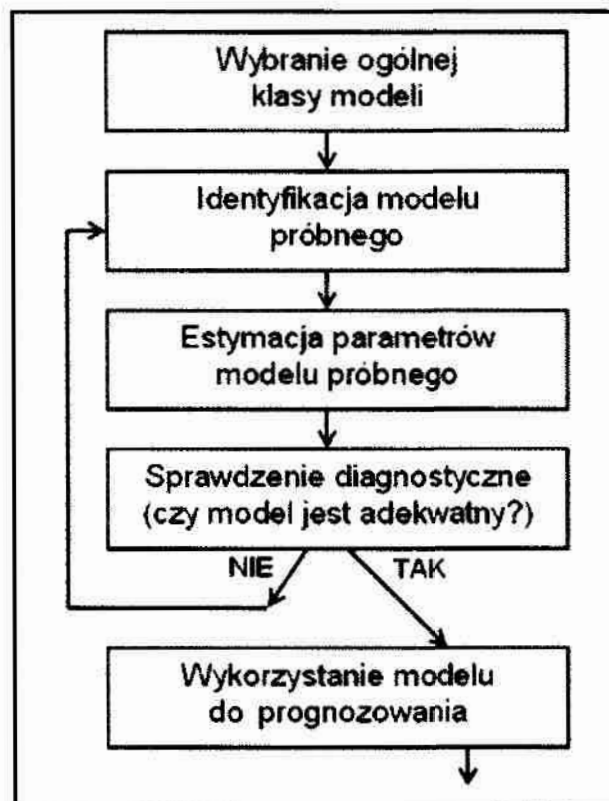 Wybranie ogólnej
klasy modeli
Identyfikacja modelu
próbnego
Estymacja parametrów
modelu próbnego
Sprawdzenie diagnostyczne
(czy model jest adekwatny?)
NIE
TAK
Wykorzystanie modelu
do prognozowania